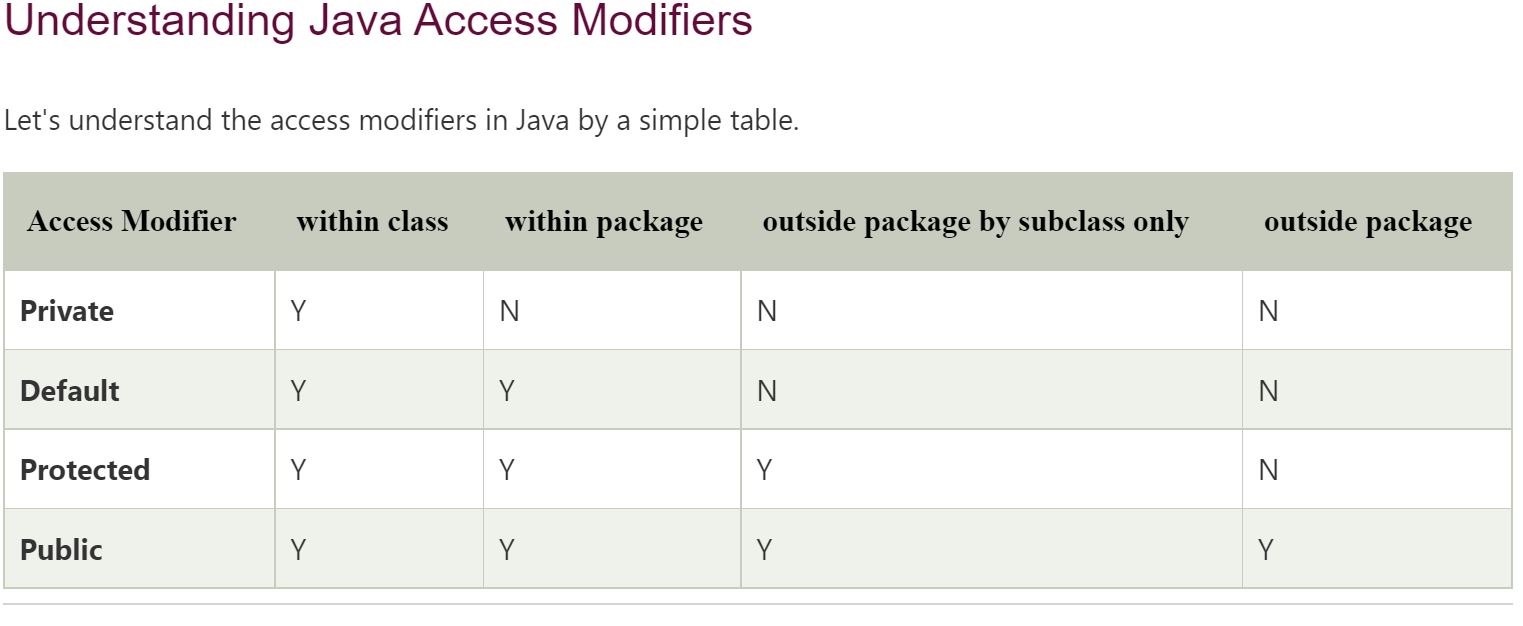 Understanding Java Access Modifiers
Let's understand the access modifiers in Java by a simple table.
Access Modifier within class within package outside package by subclass only outside package
Private Y N N N
Default Y Y N N
Protected Y Y Y N
Public Y Y Y Y